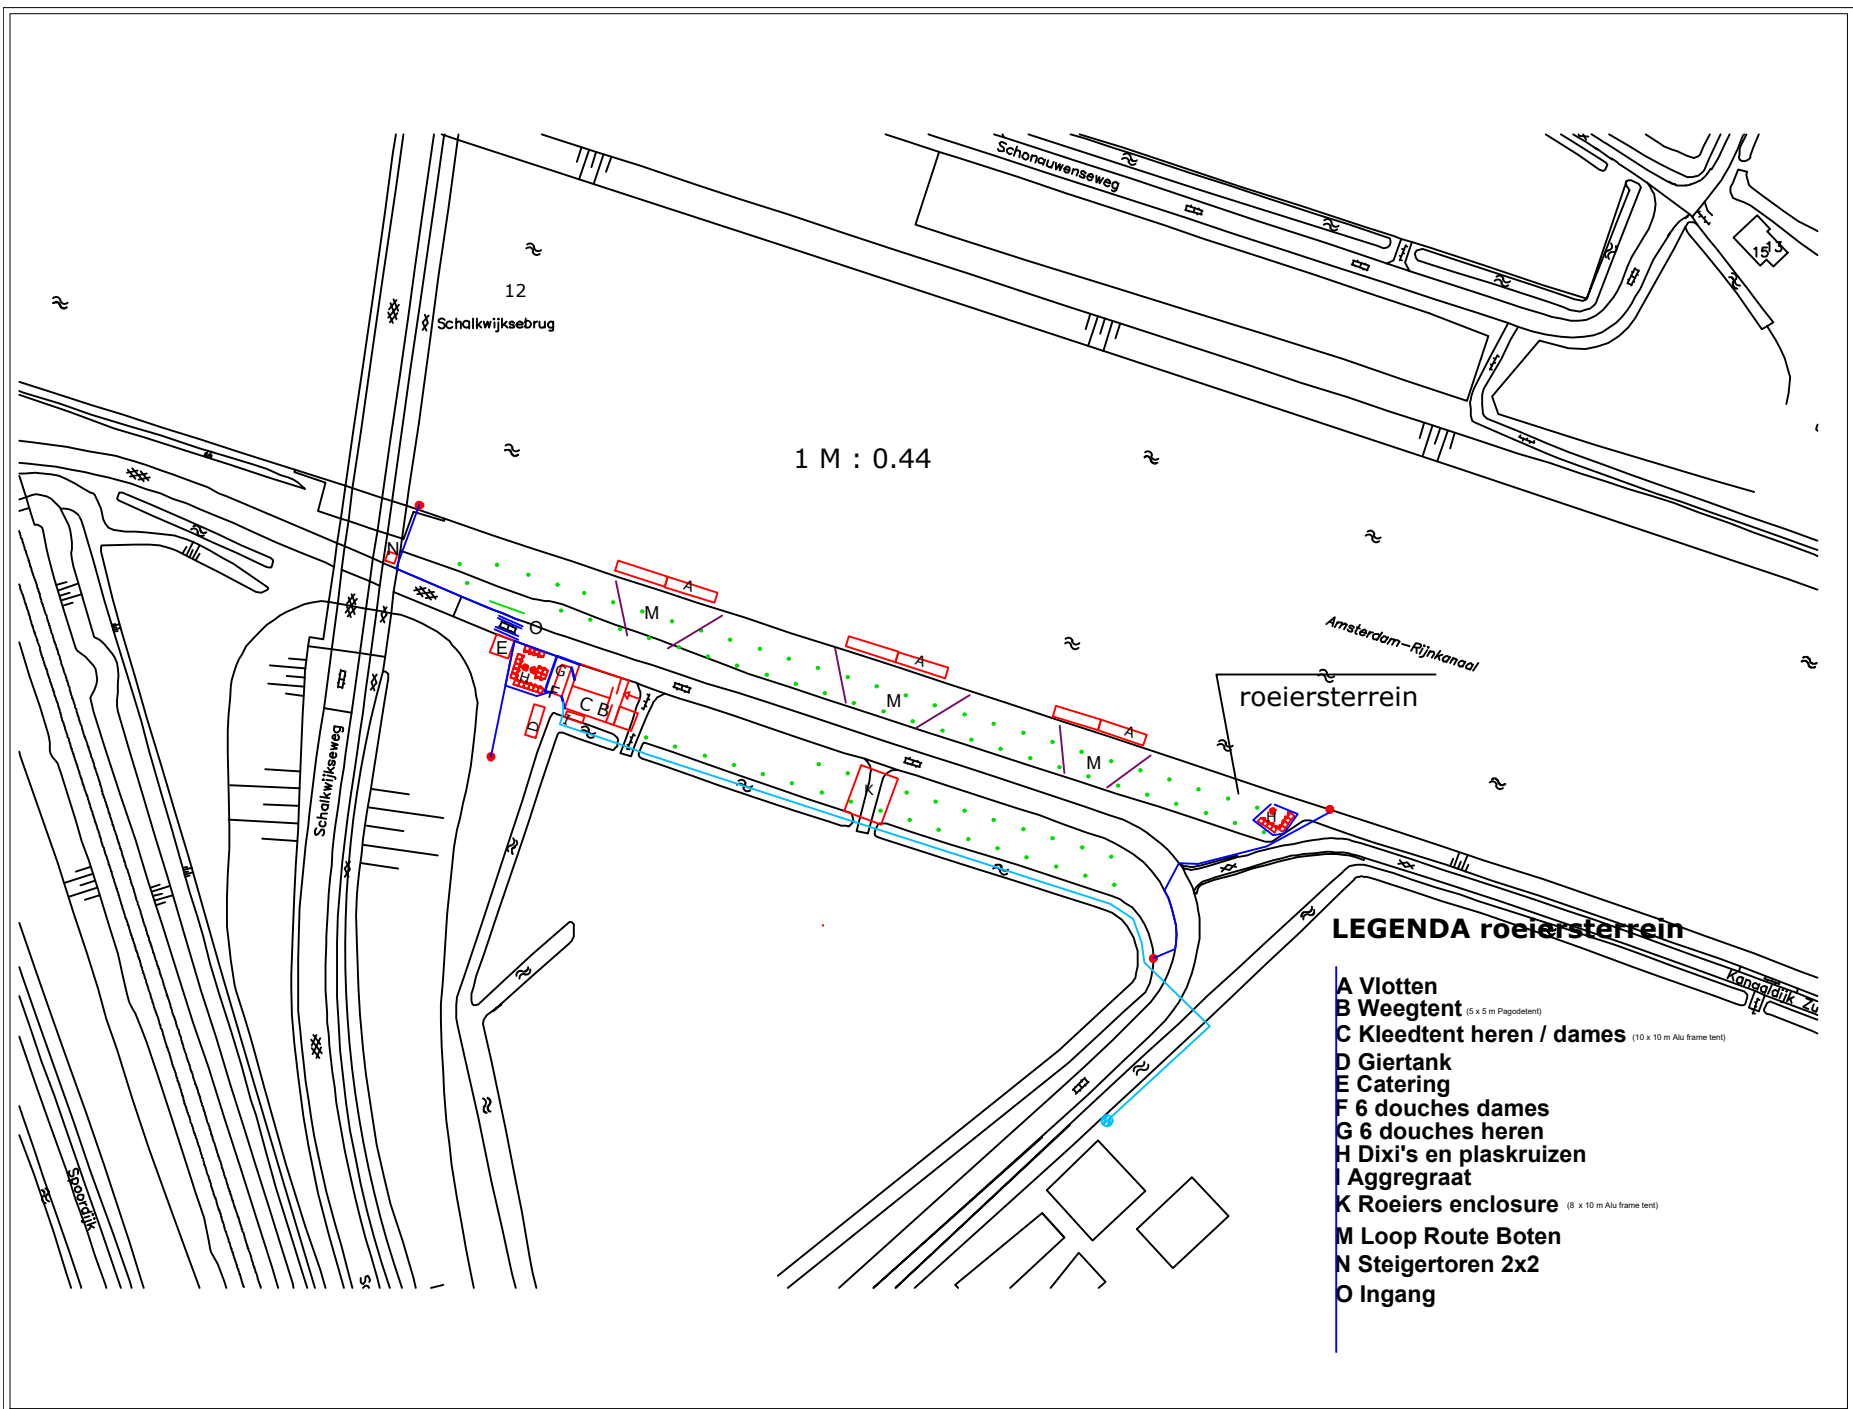 Schonauwenseweg
15
13
12
Schalkwijksebrug
1 M : 0.44
N
A
M
O
Amsterdam-Rijnkanaal
E
A
G
H
F
roeiersterrein
M
C B
A
D
I
M
Schalkwijkseweg
K
H
LEGENDA roeiersterrein
Kanaaldijk Zu
A Vlotten
B Weegtent (5 x 5 m Pagodetent)
C Kleedtent heren / dames (10 x 10 m Alu frame tent)
D Giertank
E Catering
F 6 douches dames
G 6 douches heren
H Dixi's en plaskruizen
I Aggregraat
K Roeiers enclosure (8 x 10 m Alu frame tent)
M Loop Route Boten
N Steigertoren 2x2
O Ingang
Spoordijk